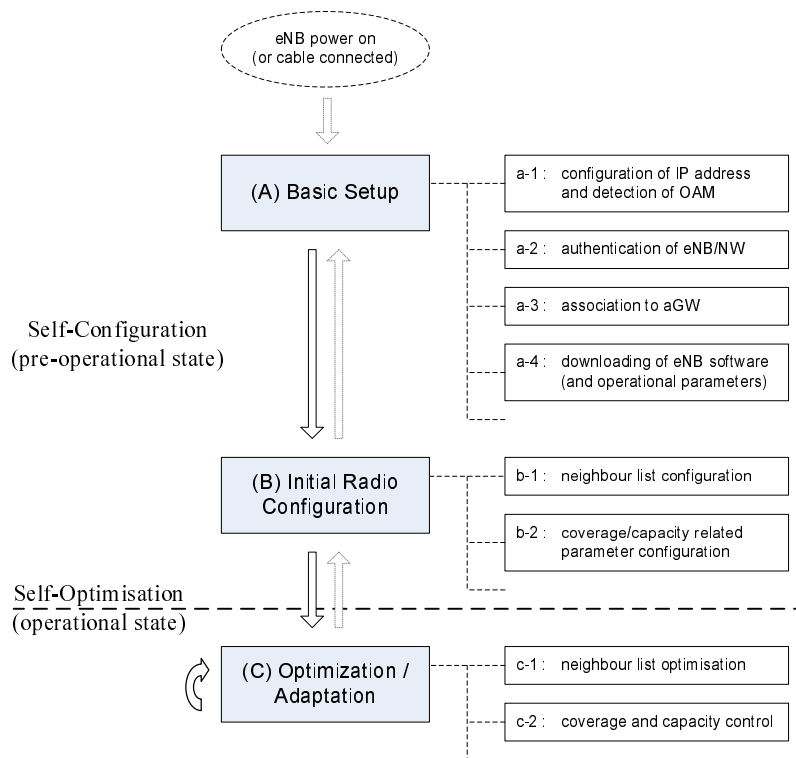 eNB power on
(or cable connected)
(A) Basic Setup
a-1 : configuration of IP address
and detection of OAM
a-2 : authentication of eNB/NW
a-3 : association to aGW
a-4 : downloading of eNB software
(and operational parameters)
Self-Configuration
(pre-operational state)
(B) Initial Radio
Configuration
b-1 : neighbour list configuration
b-2 : coverage/capacity related
parameter configuration
Self-Optimisation
(operational state)
(C) Optimization /
Adaptation
c-1 : neighbour list optimisation
c-2 : coverage and capacity control